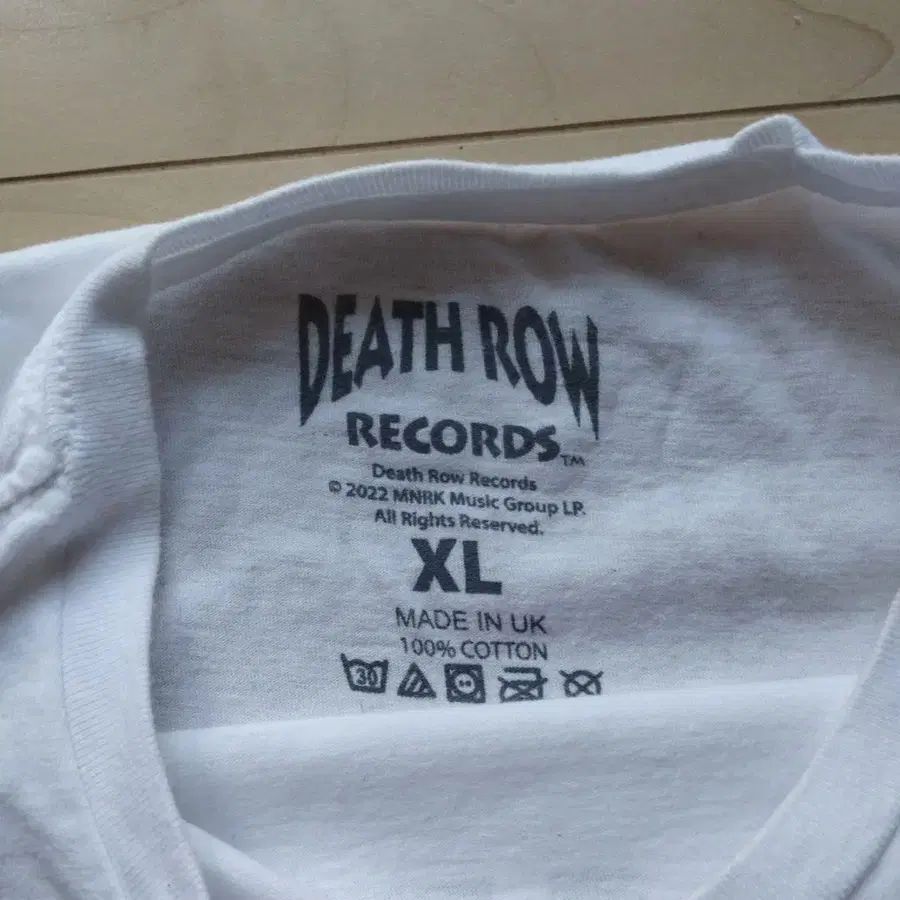 DEATH ROW
RECORDS™
Death Row Records
© 2022 MNRK Music Group LP.
All Rights Reserved.
XL
MADE IN UK
100% COTTON
30